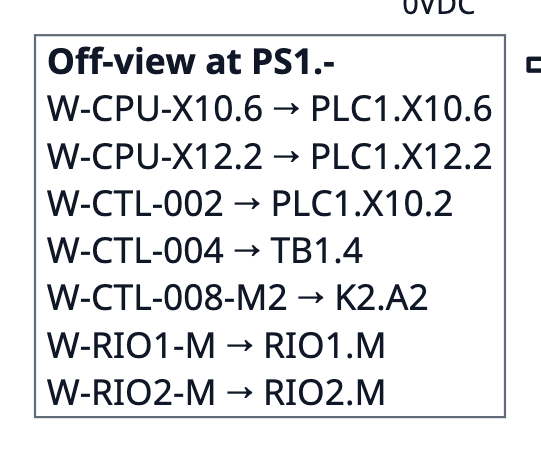 0VDC
Off-view at PS1.-
W-CPU-X10.6 → PLC1.X10.6
W-CPU-X12.2 → PLC1.X12.2
W-CTL-002 → PLC1.X10.2
W-CTL-004 → TB1.4
W-CTL-008-M2 → K2.A2
W-RIO1-M → RIO1.M
W-RIO2-M → RIO2.M